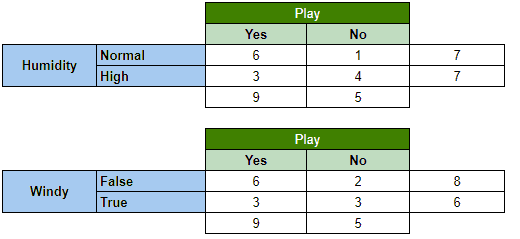 Play
Yes No
Humidity Normal 6 1 7
High 3 4 7
9 5
Play
Yes No
Windy False 6 2 8
True 3 3 6
9 5